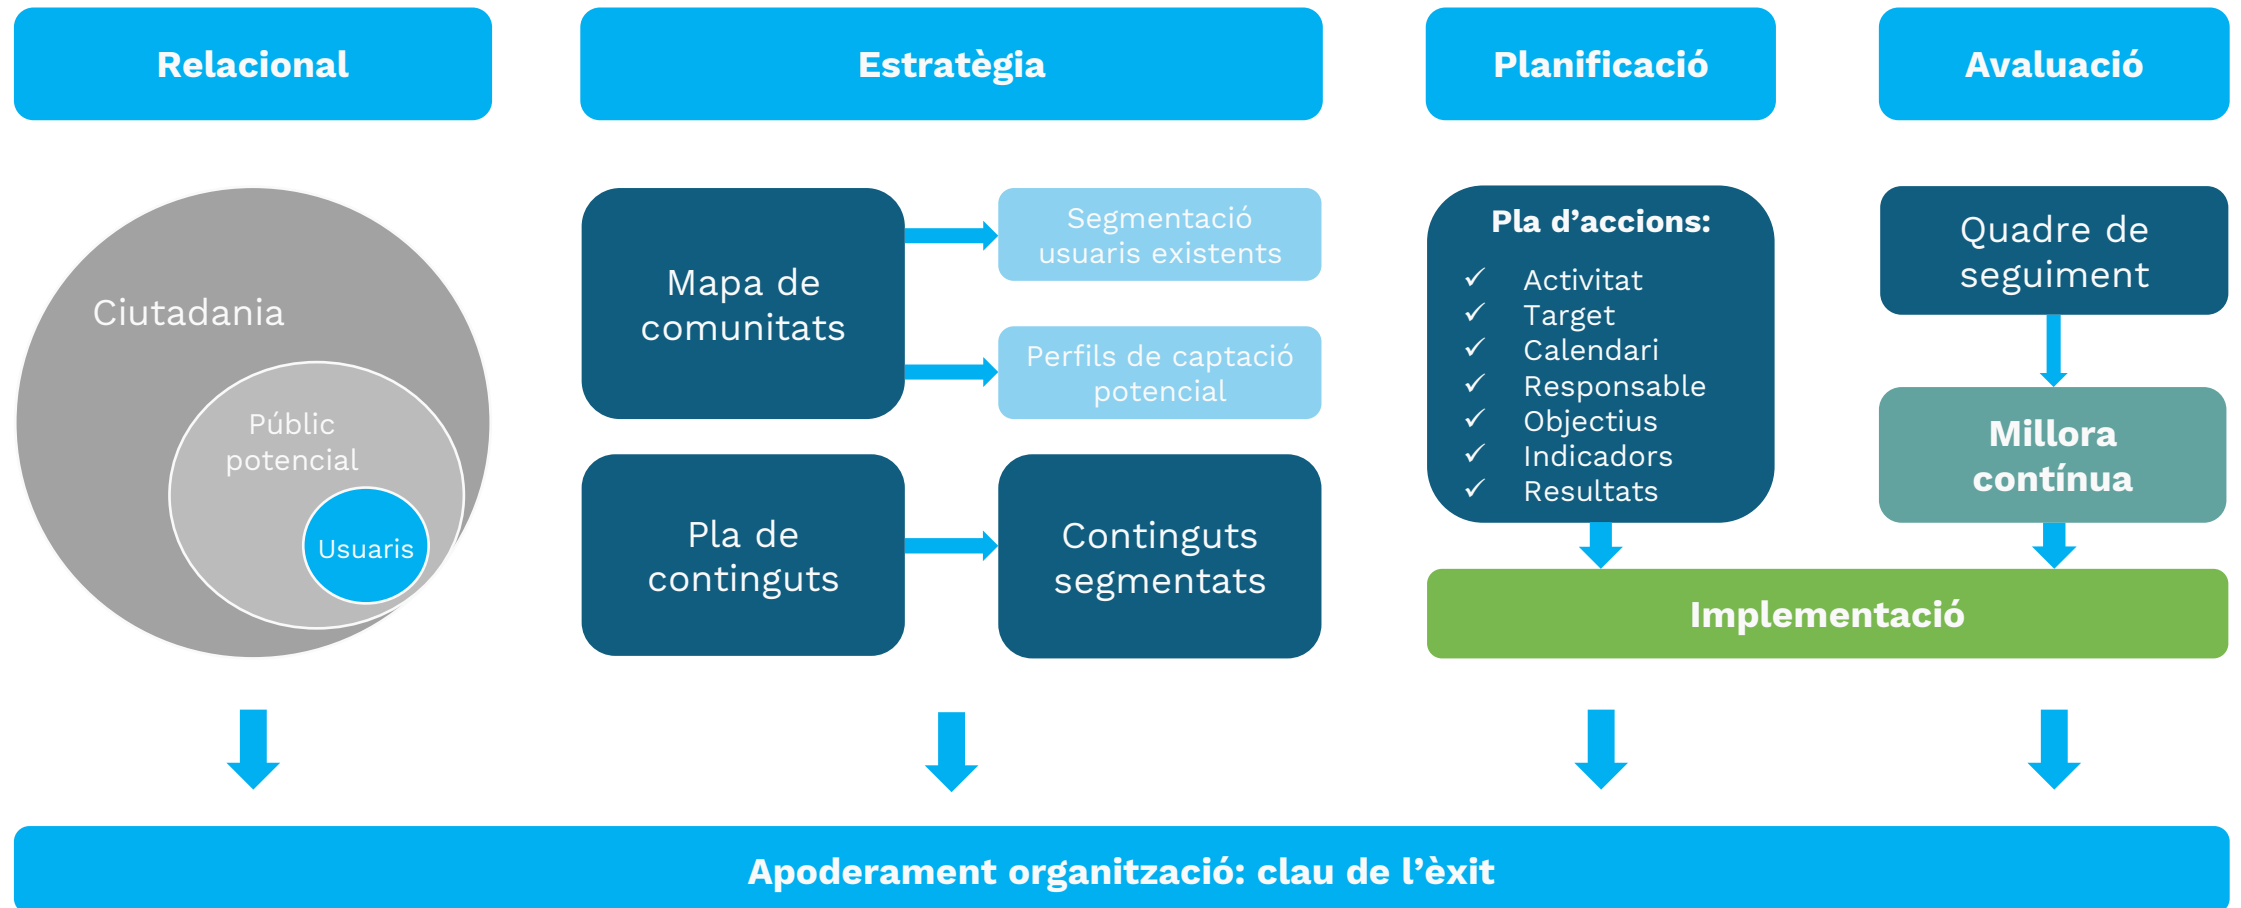 Relacional
Estratègia
Planificació
Avaluació
Ciutadania
Públic
potencial
Usuaris
Mapa de
comunitats
Segmentació
usuaris existents
Perfils de captació
potencial
Pla de
continguts
Continguts
segmentats
Pla d’accions:
✓ Activitat
✓ Target
✓ Calendari
✓ Responsable
✓ Objectius
✓ Indicadors
✓ Resultats
Quadre de
seguiment
Millora
contínua
Implementació
Apoderament organització: clau de l’èxit